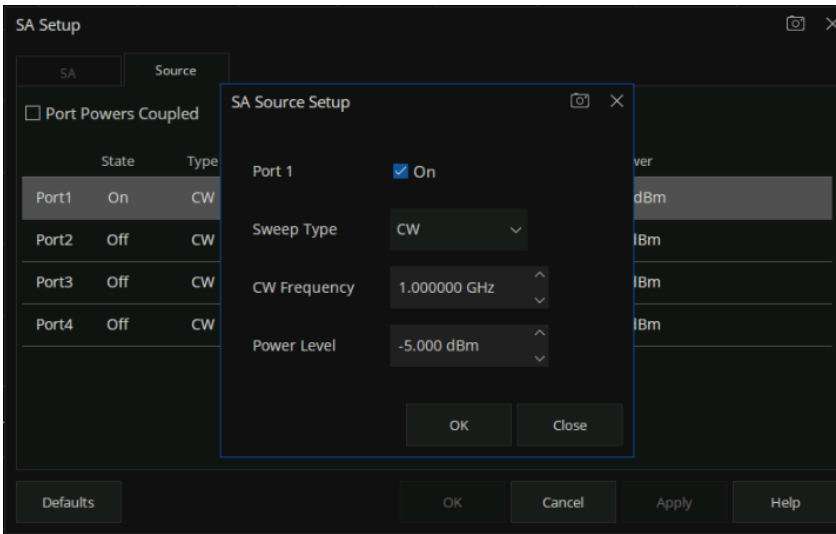 SA Setup
SA
Source
Port Powers Coupled
State Type
Port1 On CW dBm
Port2 Off CW
Port3 Off CW
Port4 Off CW
SA Source Setup
Port 1 On
Sweep Type CW
CW Frequency 1.000000 GHz
Power Level -5.000 dBm
OK Close
Defaults OK Cancel Apply Help